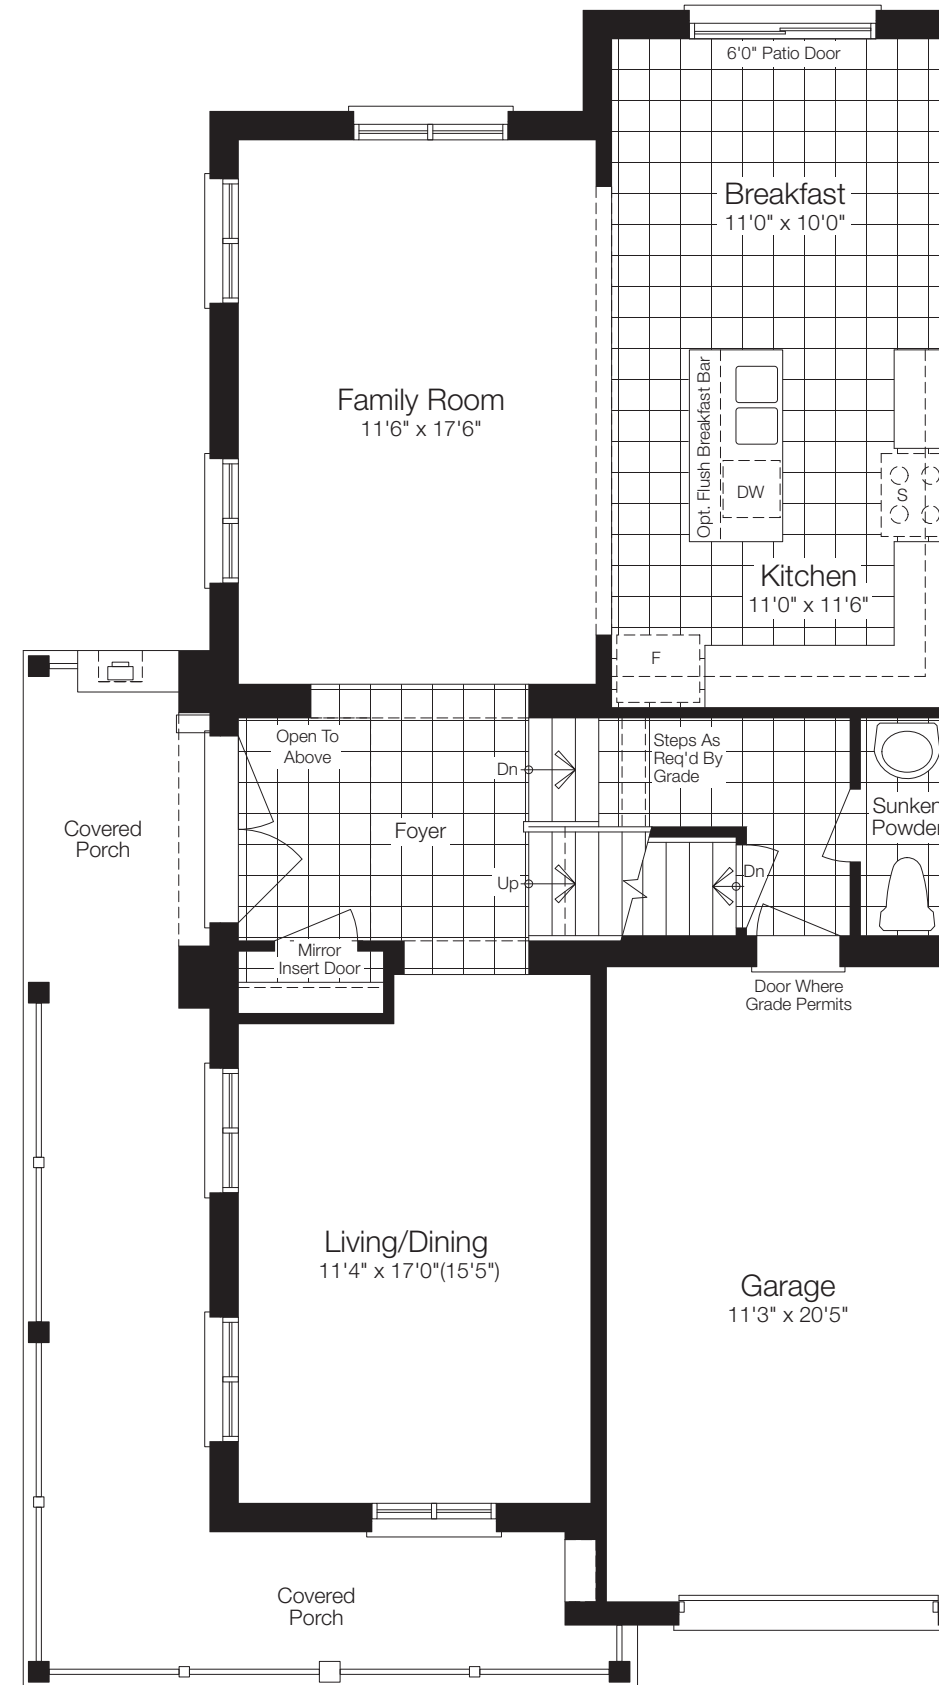 6'0" Patio Door
Breakfast
11'0" x 10'0"
Family Room
11'6" x 17'6"
Opt. Flush Breakfast Bar
DW
S
Kitchen
11'0" x 11'6"
F
Open To
Above
Dn
Steps As
Req'd By
Grade
Covered
Porch
Foyer
Sunken
Powder
Up
Dn
Mirror
Insert Door
Door Where
Grade Permits
Living/Dining
11'4" x 17'0"(15'5")
Garage
11'3" x 20'5"
Covered
Porch